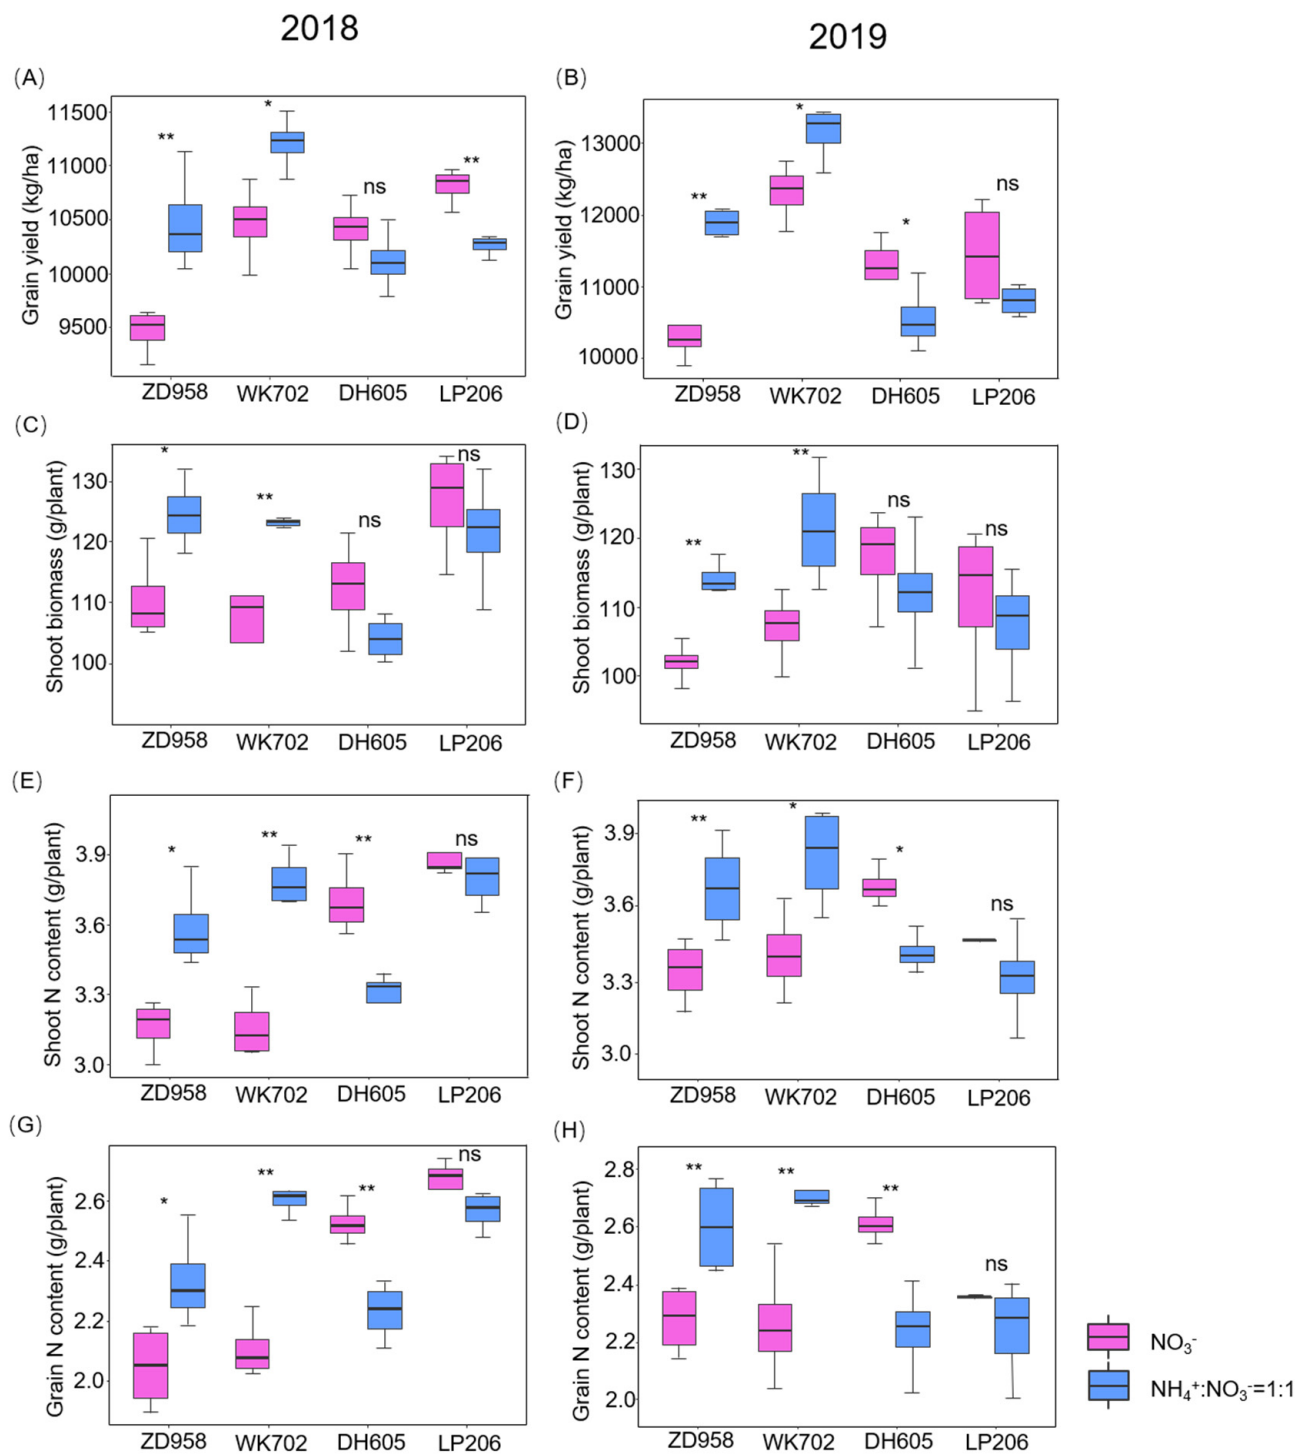 2018
2019
(A)
(B)
Grain yield (kg/ha)
11500
11000
10500
10000
9500
**
*
ns
**
ZD958
WK702
DH605
LP206
Grain yield (kg/ha)
13000
12000
11000
10000
**
*
*
ns
ZD958
WK702
DH605
LP206
(C)
(D)
Shoot biomass (g/plant)
130
120
110
100
*
**
ns
ns
ZD958
WK702
DH605
LP206
Shoot biomass (g/plant)
130
120
110
100
**
**
ns
ns
ZD958
WK702
DH605
LP206
(E)
(F)
Shoot N content (g/plant)
3.9
3.6
3.3
3.0
*
**
**
ns
ZD958
WK702
DH605
LP206
Shoot N content (g/plant)
3.9
3.6
3.3
3.0
**
*
*
ns
ZD958
WK702
DH605
LP206
(G)
(H)
Grain N content (g/plant)
2.6
2.4
2.2
2.0
*
**
**
ns
ZD958
WK702
DH605
LP206
Grain N content (g/plant)
2.8
2.6
2.4
2.2
2.0
**
**
**
ns
ZD958
WK702
DH605
LP206
NO₃⁻
NH₄⁺:NO₃⁻=1:1